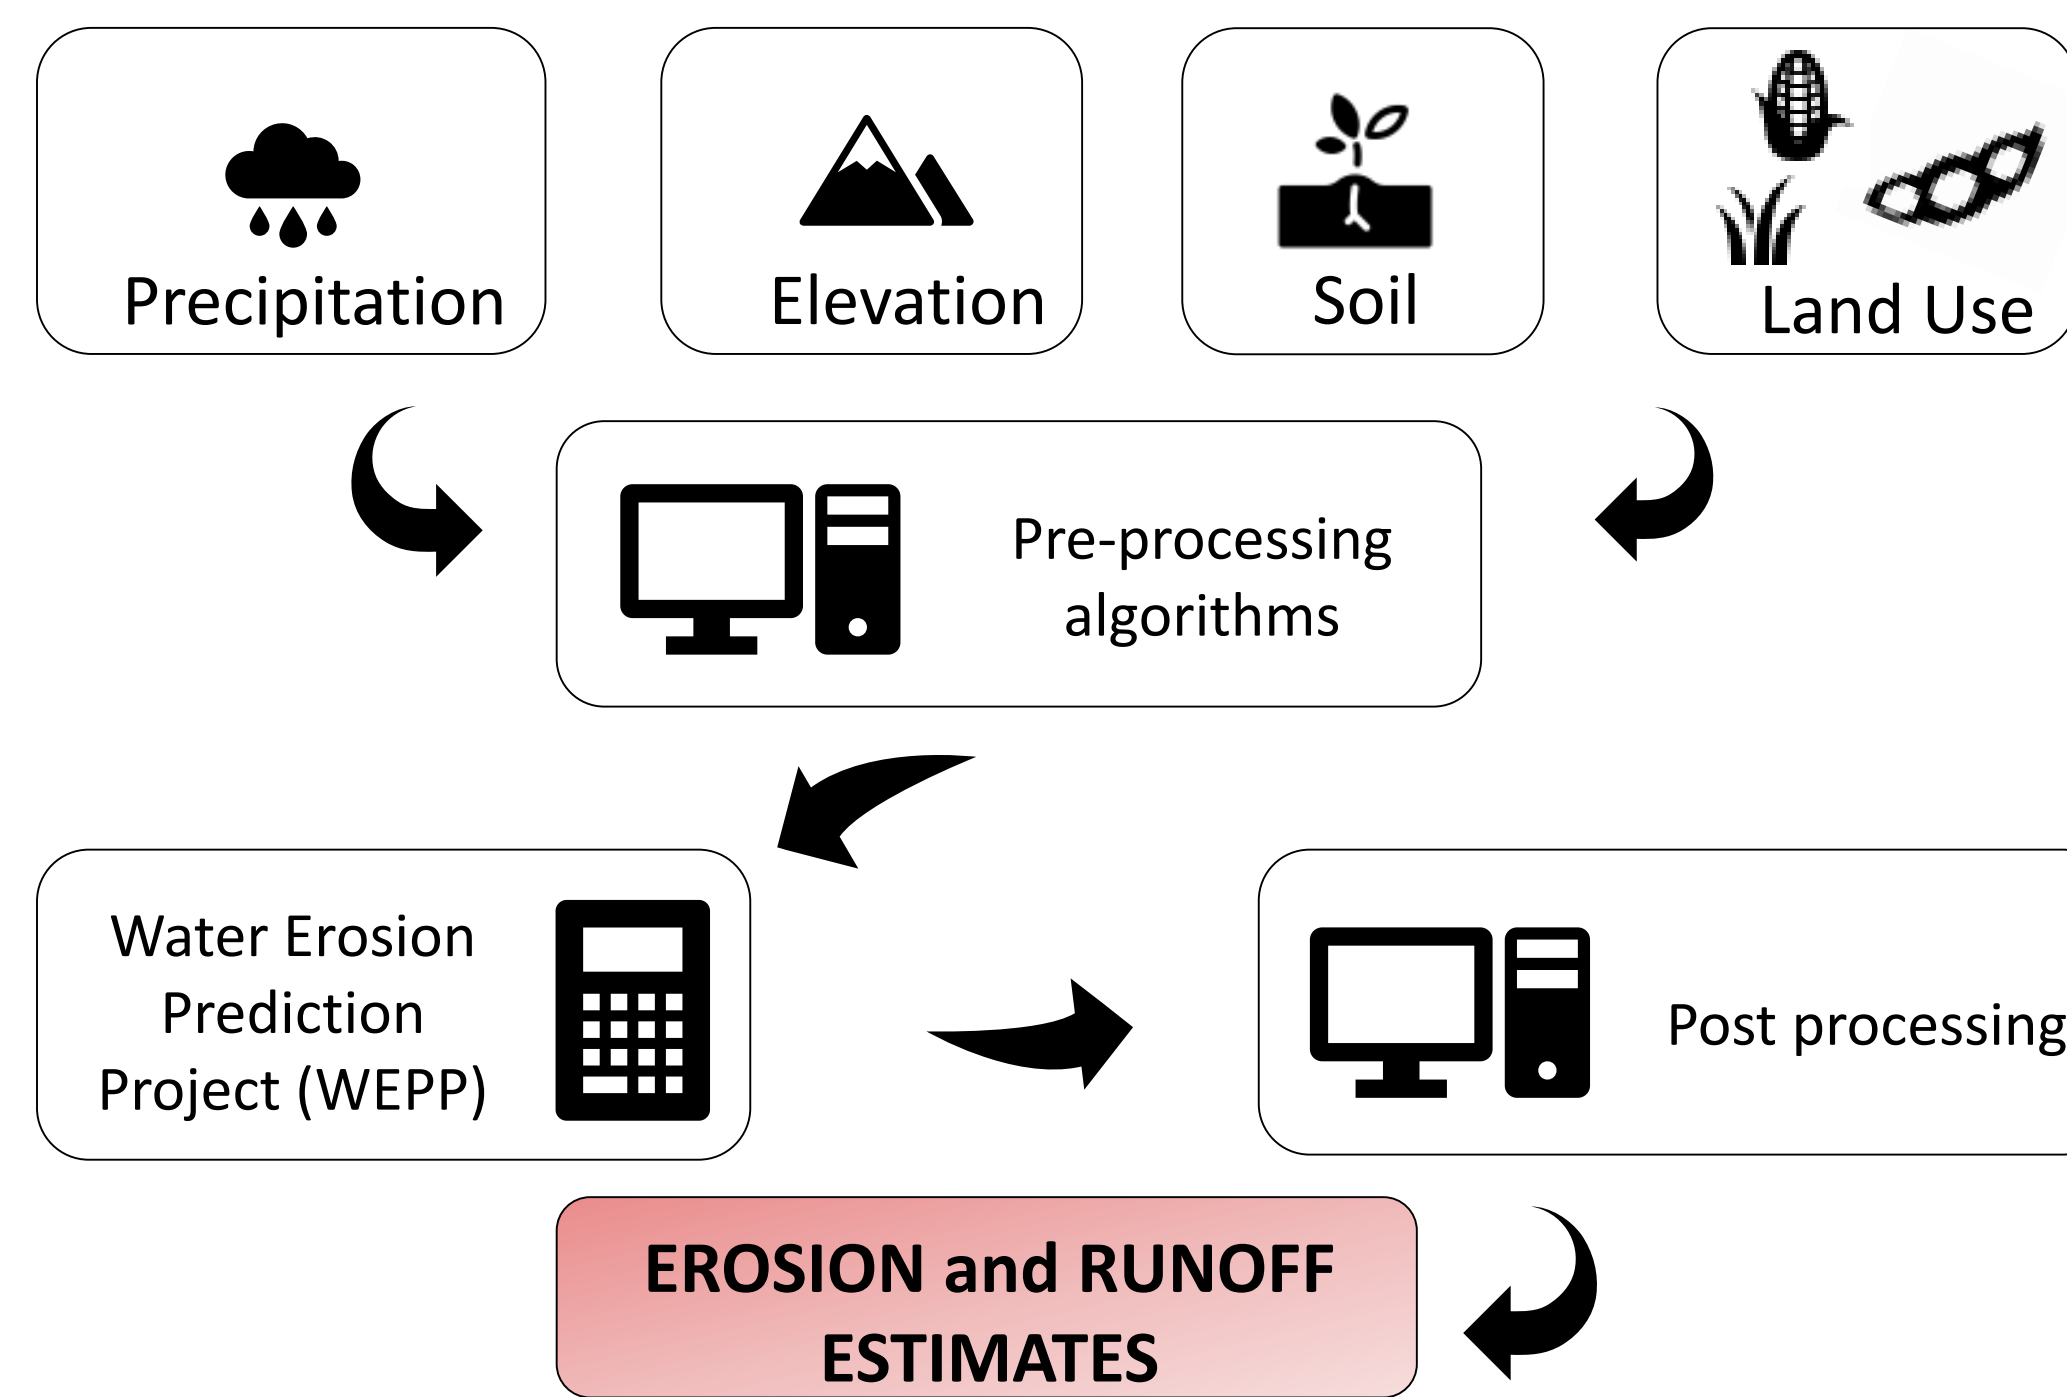 Precipitation
Elevation
Soil
Land Use
Pre-processing
algorithms
Water Erosion
Prediction
Project (WEPP)
Post processing
EROSION and RUNOFF
ESTIMATES